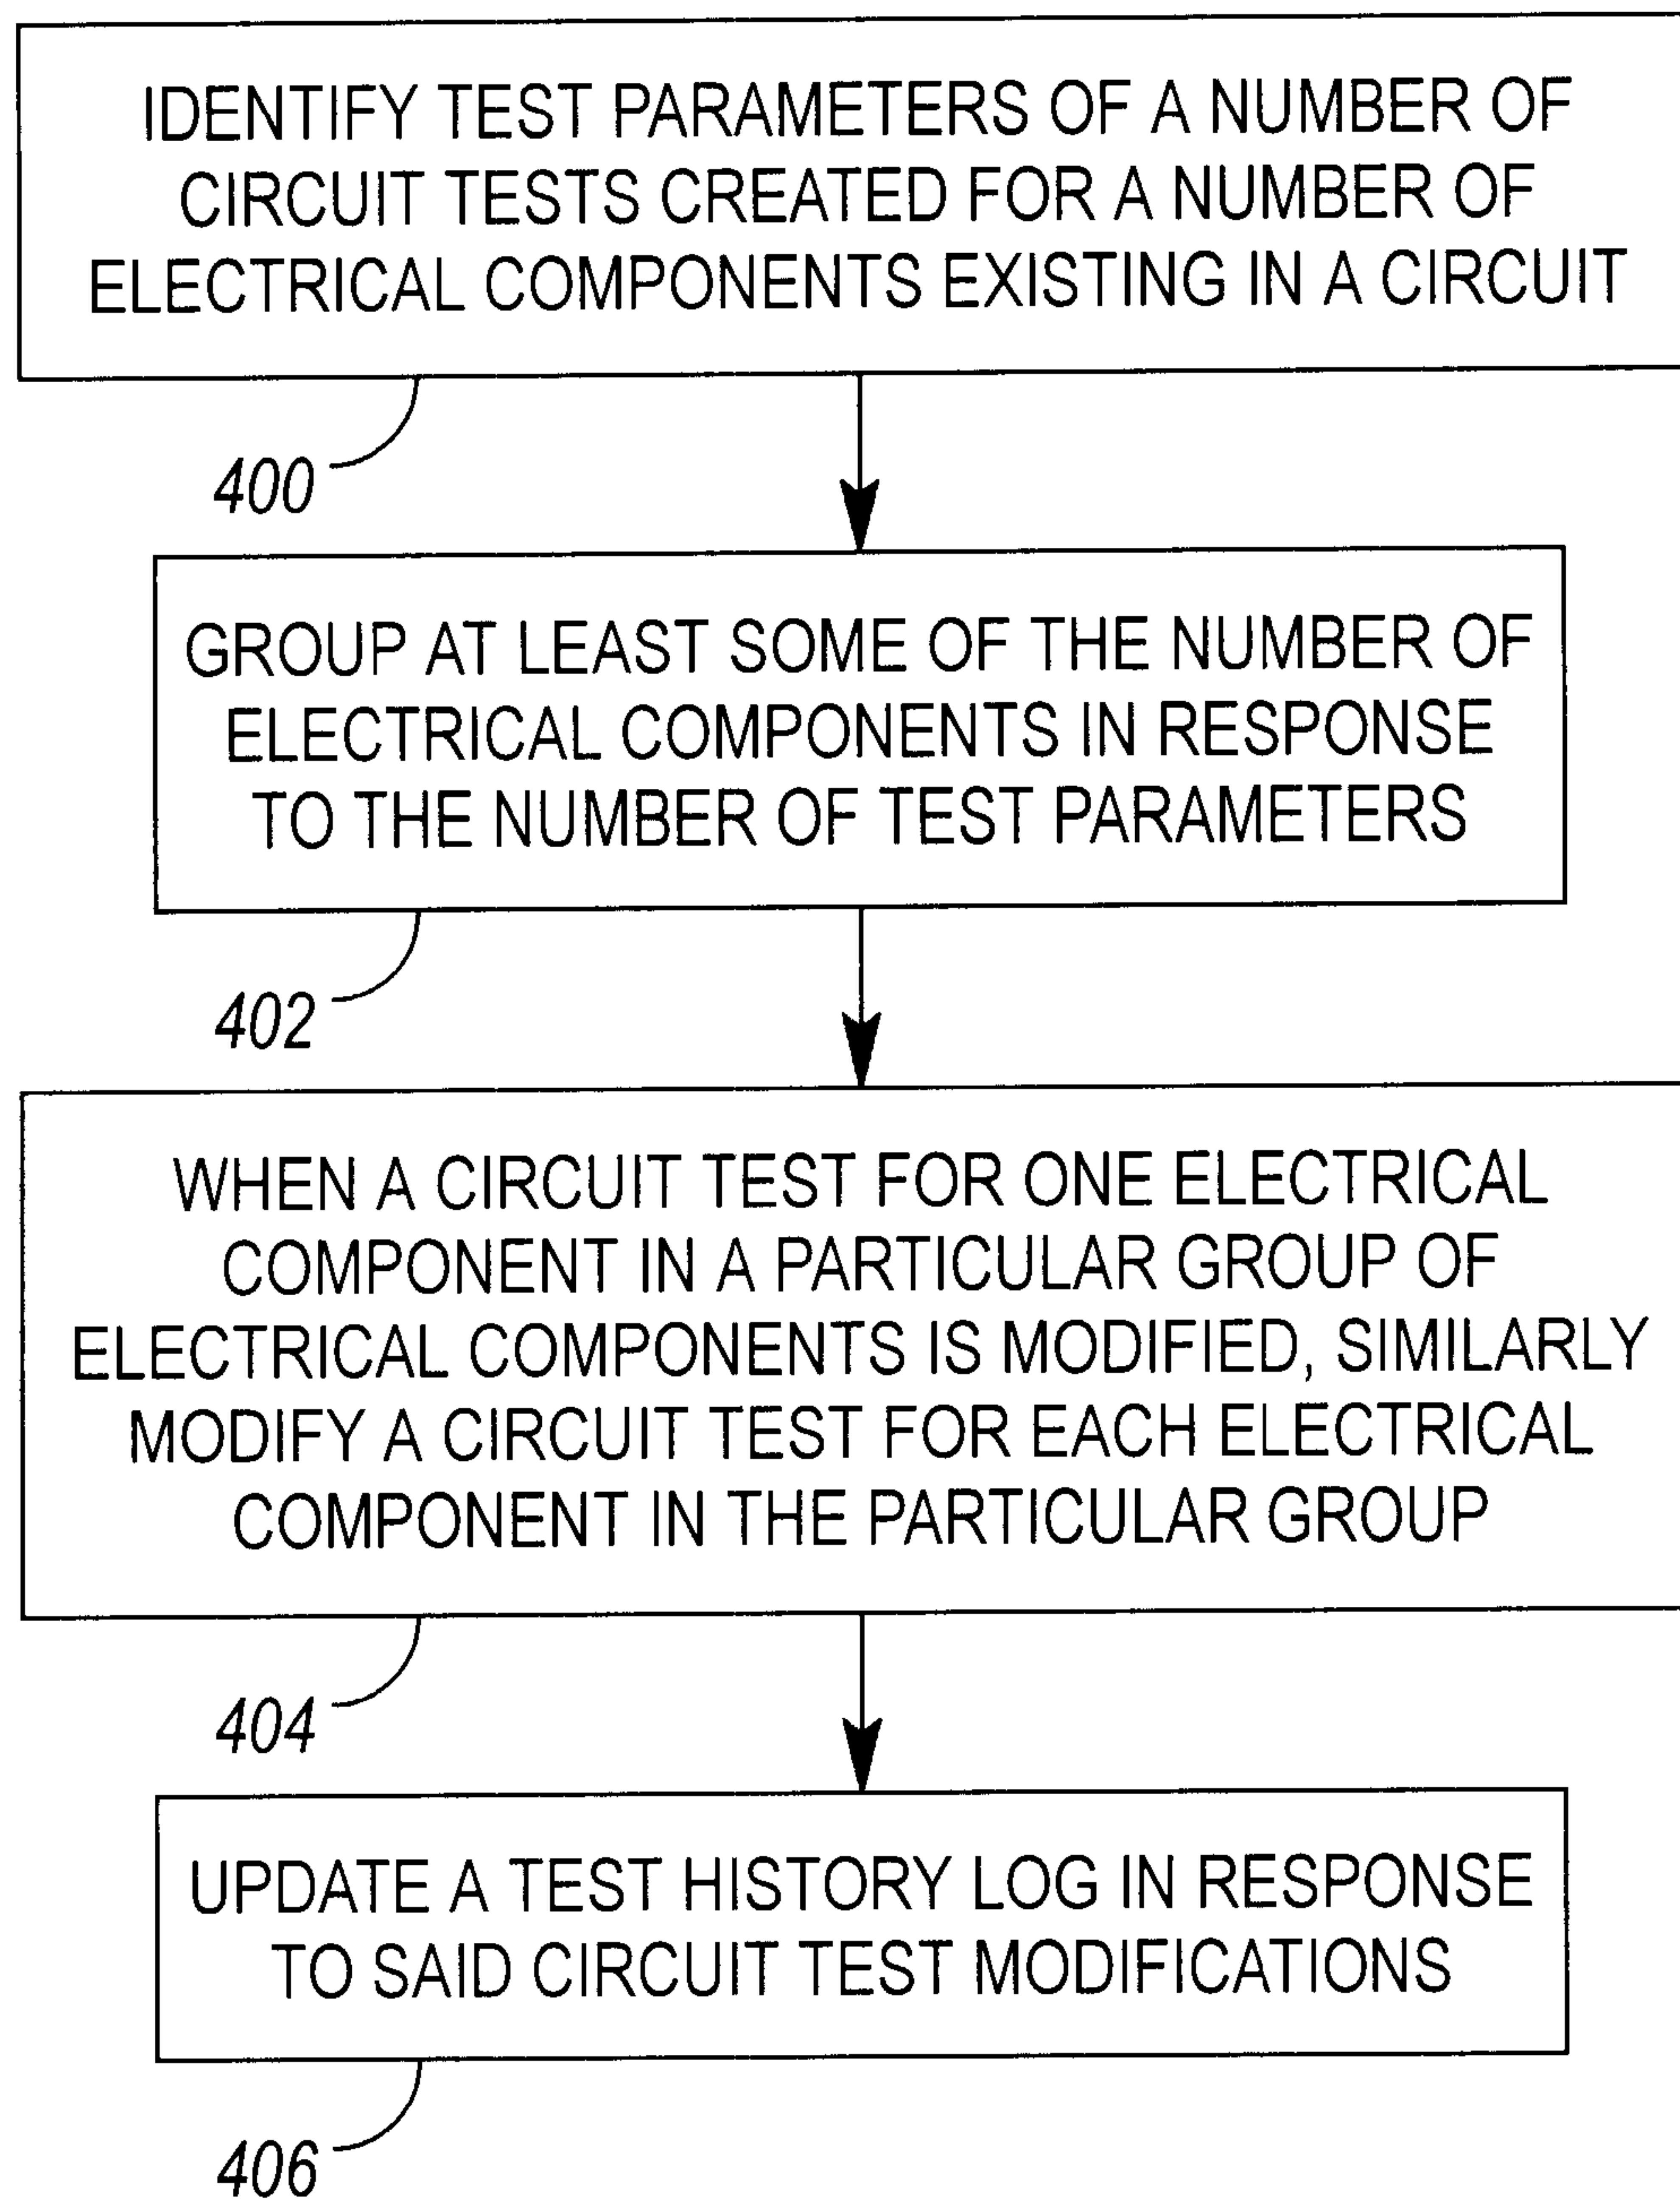 IDENTIFY TEST PARAMETERS OF A NUMBER OF
CIRCUIT TESTS CREATED FOR A NUMBER OF
ELECTRICAL COMPONENTS EXISTING IN A CIRCUIT
400
GROUP AT LEAST SOME OF THE NUMBER OF
ELECTRICAL COMPONENTS IN RESPONSE
TO THE NUMBER OF TEST PARAMETERS
402
WHEN A CIRCUIT TEST FOR ONE ELECTRICAL
COMPONENT IN A PARTICULAR GROUP OF
ELECTRICAL COMPONENTS IS MODIFIED, SIMILARLY
MODIFY A CIRCUIT TEST FOR EACH ELECTRICAL
COMPONENT IN THE PARTICULAR GROUP
404
UPDATE A TEST HISTORY LOG IN RESPONSE
TO SAID CIRCUIT TEST MODIFICATIONS
406